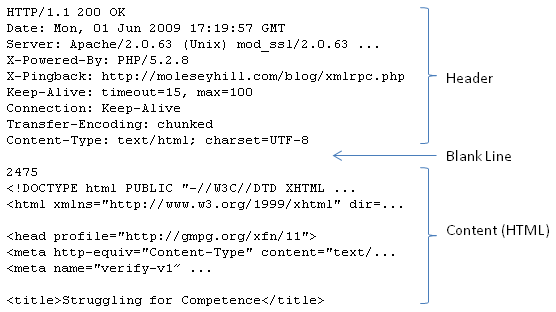 HTTP/1.1 200 OK
Date: Mon, 01 Jun 2009 17:19:57 GMT
Server: Apache/2.0.63 (Unix) mod_ssl/2.0.63 ...
X-Powered-By: PHP/5.2.8
X-Pingback: http://moleseyhill.com/blog/xmlrpc.php
Keep-Alive: timeout=15, max=100
Connection: Keep-Alive
Transfer-Encoding: chunked
Content-Type: text/html; charset=UTF-8
Header
Blank Line
2475
<!DOCTYPE html PUBLIC "-//W3C//DTD XHTML ...
<html xmlns="http://www.w3.org/1999/xhtml" dir=...
<head profile="http://gmpg.org/xfn/11">
<meta http-equiv="Content-Type" content="text/...
<meta name="verify-v1" ...
<title>Struggling for Competence</title>
Content (HTML)